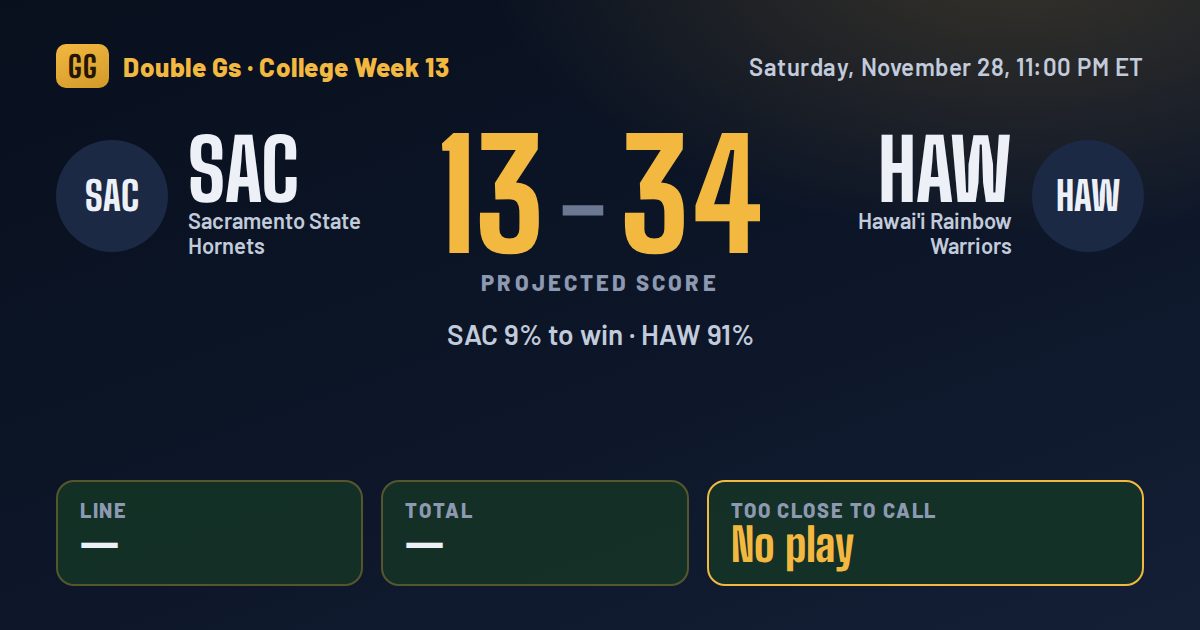 GG
Double Gs · College Week 13
Saturday, November 28, 11:00 PM ET
SAC
SAC
Sacramento State
Hornets
13 – 34
PROJECTED SCORE
SAC 9% to win · HAW 91%
HAW
Hawai'i Rainbow
Warriors
HAW
LINE
—
TOTAL
—
TOO CLOSE TO CALL
No play